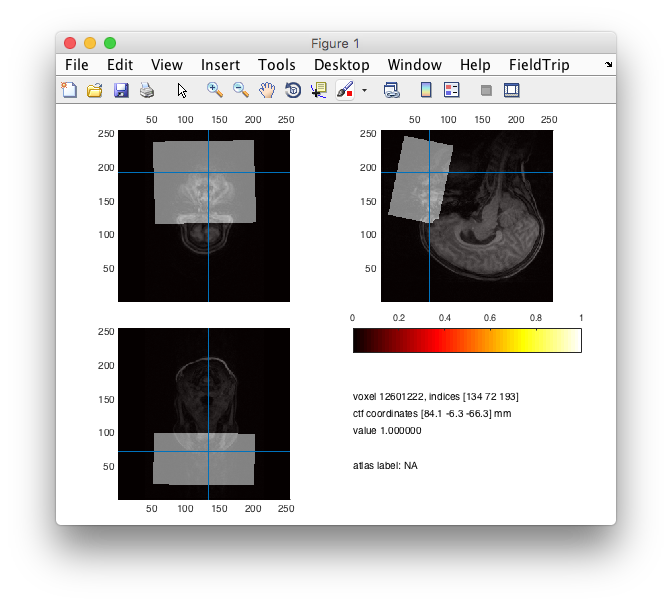 Figure 1
File Edit View Insert Tools Desktop Window Help FieldTrip
50 100 150 200 250
250
200
150
100
50
50 100 150 200 250
250
200
150
100
50
250
200
150
100
50
50 100 150 200 250
0 0.2 0.4 0.6 0.8 1
voxel 12601222, indices [134 72 193]
ctf coordinates [84.1 -6.3 -66.3] mm
value 1.000000
atlas label: NA